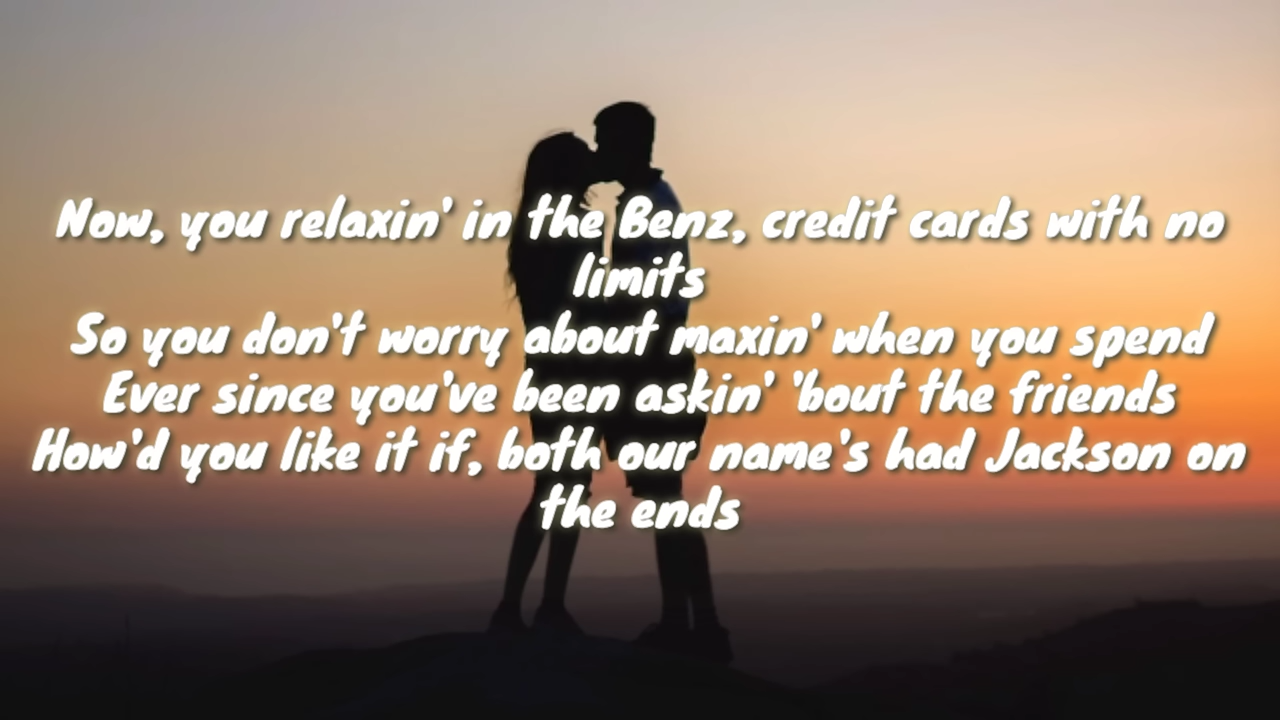 Now, you relaxin' in the Benz, credit cards with no
limits
So you don't worry about maxin' when you spend
Ever since you've been askin' 'bout the friends
How'd you like it if, both our name's had Jackson on
the ends